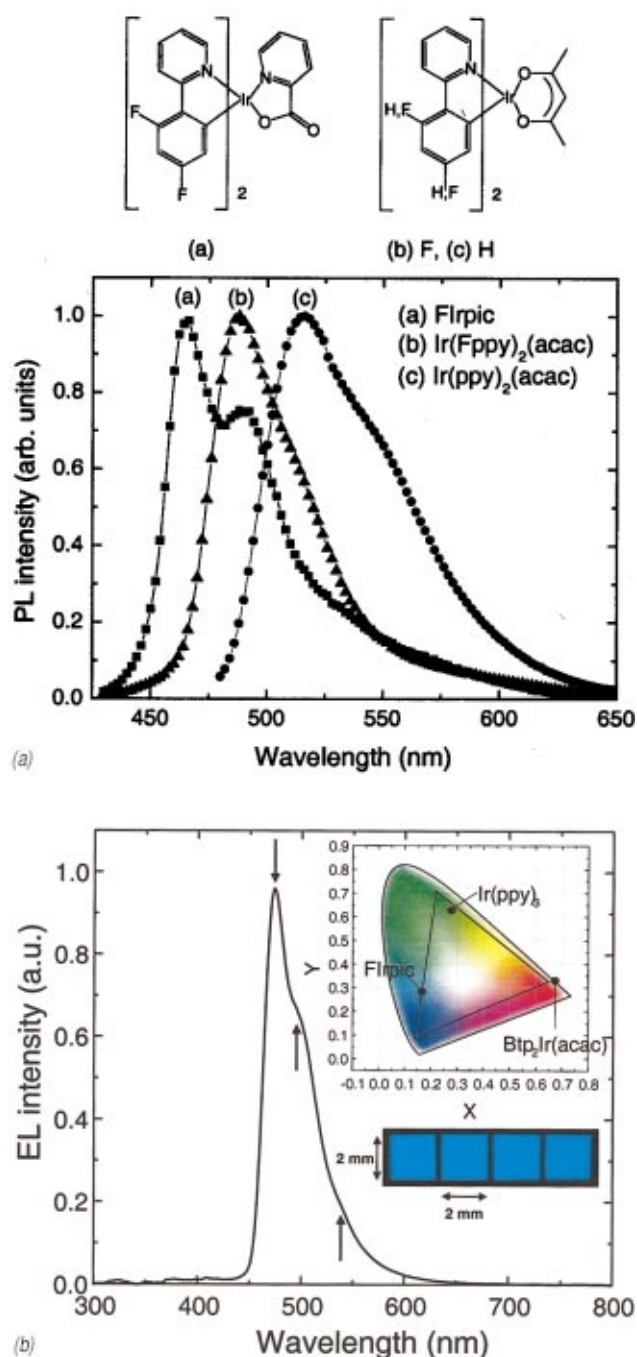 N N
Ir
F O O
F 2
(a)
N O
Ir
H,F O
H,F 2
(b) F, (c) H
(a) (b) (c)
(a) FIrpic
(b) Ir(Fppy)2(acac)
(c) Ir(ppy)2(acac)
PL intensity (arb. units)
1.0
0.8
0.6
0.4
0.2
0.0
450 500 550 600 650
Wavelength (nm)
(a)
EL intensity (a.u.)
1.0
0.8
0.6
0.4
0.2
0.0
300 400 500 600 700 800
Wavelength (nm)
Y
0.9
0.8
0.7
0.6
0.5
0.4
0.3
0.2
0.1
0.0
-0.1 0.0 0.1 0.2 0.3 0.4 0.5 0.6 0.7 0.8
X
Ir(ppy)3
FIrpic
Btp2Ir(acac)
2 mm
2 mm
(b)